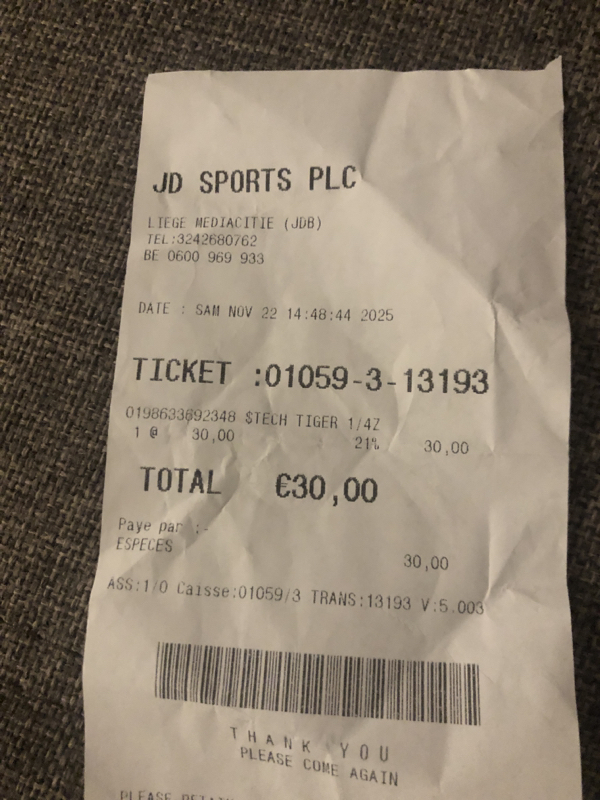 JD SPORTS PLC
LIEGE MEDIACITIE (JDB)
TEL:3242680762
BE 0600 969 933
DATE : SAM NOV 22 14:48:44 2025
TICKET :01059-3-13193
0198633692348 $TECH TIGER 1/4Z
1 @ 30,00 21% 30,00
TOTAL €30,00
Paye par :-
ESPECES
30,00
ASS:1/0 Caisse:01059/3 TRANS:13193 V:5.003
THANK YOU
PLEASE COME AGAIN
PLEASE